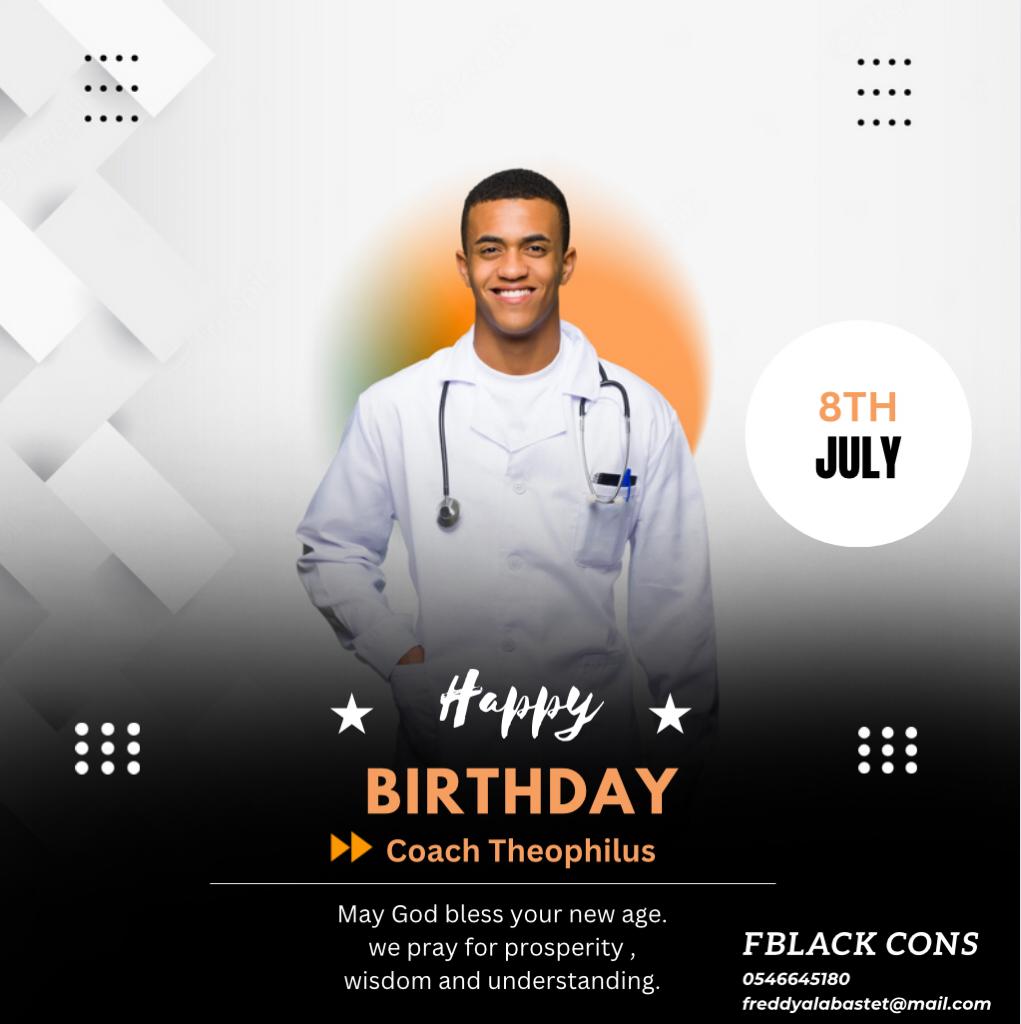 8TH
JULY
Happy
BIRTHDAY
Coach Theophilus
May God bless your new age.
we pray for prosperity ,
wisdom and understanding.
FBLACK CONS
0546645180
freddyalabastet@mail.com